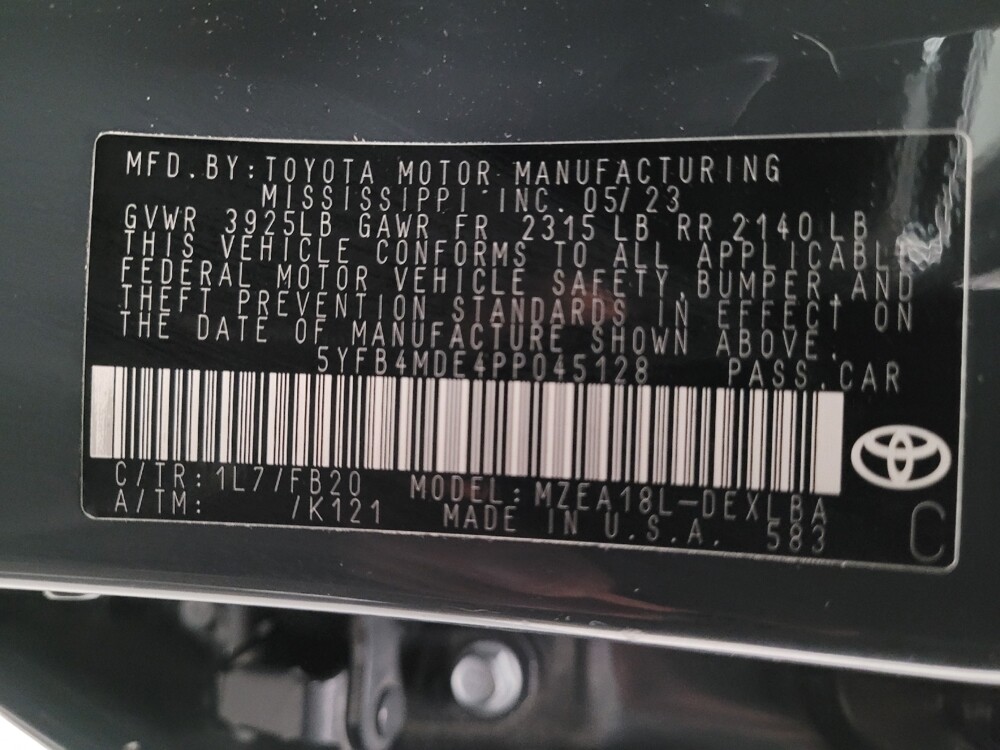 MFD.BY:TOYOTA MOTOR MANUFACTURING
MISSISSIPPI INC. 05/23
GVWR 3925LB GAWR FR 2315 LB RR 2140 LB
THIS VEHICLE CONFORMS TO ALL APPLICABLE
FEDERAL MOTOR VEHICLE SAFETY,BUMPER,AND
THEFT PREVENTION STANDARDS IN EFFECT ON
THE DATE OF MANUFACTURE SHOWN ABOVE.
5YFB4MDE4PP045128 PASS.CAR
C/TR:1L7/FB20 MODEL:MZEA18L-DEXLBA
A/TM: /K121 MADE IN U.S.A. 583
C